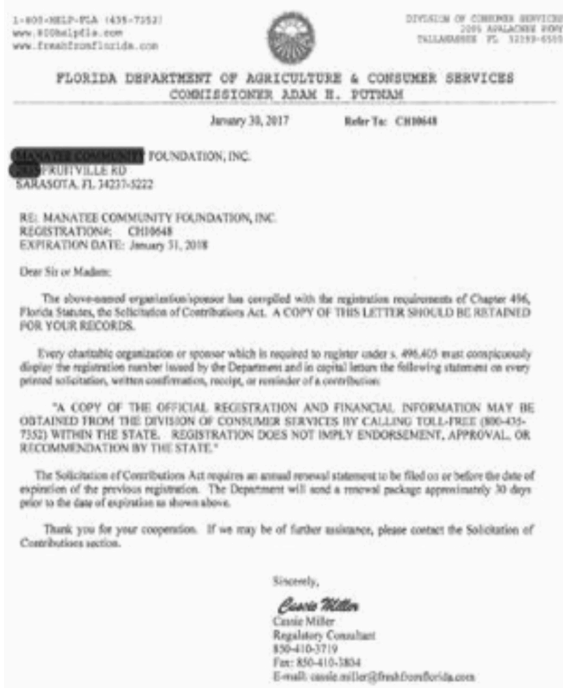 1-800-HELP-FLA (435-7352)
www.800helpfla.com
www.freshfromflorida.com
DIVISION OF CONSUMER SERVICES
2005 APALACHEE PKWY
TALLAHASSEE FL 32399-6500
FLORIDA DEPARTMENT OF AGRICULTURE & CONSUMER SERVICES
COMMISSIONER ADAM H. PUTNAM
January 30, 2017 Refer To: CH10648
MANATEE COMMUNITY FOUNDATION, INC.
FRUITVILLE RD
SARASOTA, FL 34237-5222
RE: MANATEE COMMUNITY FOUNDATION, INC.
REGISTRATION#: CH10648
EXPIRATION DATE: January 31, 2018
Dear Sir or Madam:
The above-named organization/sponsor has complied with the registration requirements of Chapter 496,
Florida Statutes, the Solicitation of Contributions Act. A COPY OF THIS LETTER SHOULD BE RETAINED
FOR YOUR RECORDS.
Every charitable organization or sponsor which is required to register under s. 496.405 must conspicuously
display the registration number issued by the Department and in capital letters the following statement on every
printed solicitation, written confirmation, receipt, or reminder of a contribution:
"A COPY OF THE OFFICIAL REGISTRATION AND FINANCIAL INFORMATION MAY BE
OBTAINED FROM THE DIVISION OF CONSUMER SERVICES BY CALLING TOLL-FREE (800-435-
7352) WITHIN THE STATE. REGISTRATION DOES NOT IMPLY ENDORSEMENT, APPROVAL, OR
RECOMMENDATION BY THE STATE."
The Solicitation of Contributions Act requires an annual renewal statement to be filed on or before the date of
expiration of the previous registration. The Department will send a renewal package approximately 30 days
prior to the date of expiration as shown above.
Thank you for your cooperation. If we may be of further assistance, please contact the Solicitation of
Contributions section.
Sincerely,
Cassie Miller
Cassie Miller
Regulatory Consultant
850-410-3719
Fax: 850-410-3804
E-mail: cassie.miller@freshfromflorida.com